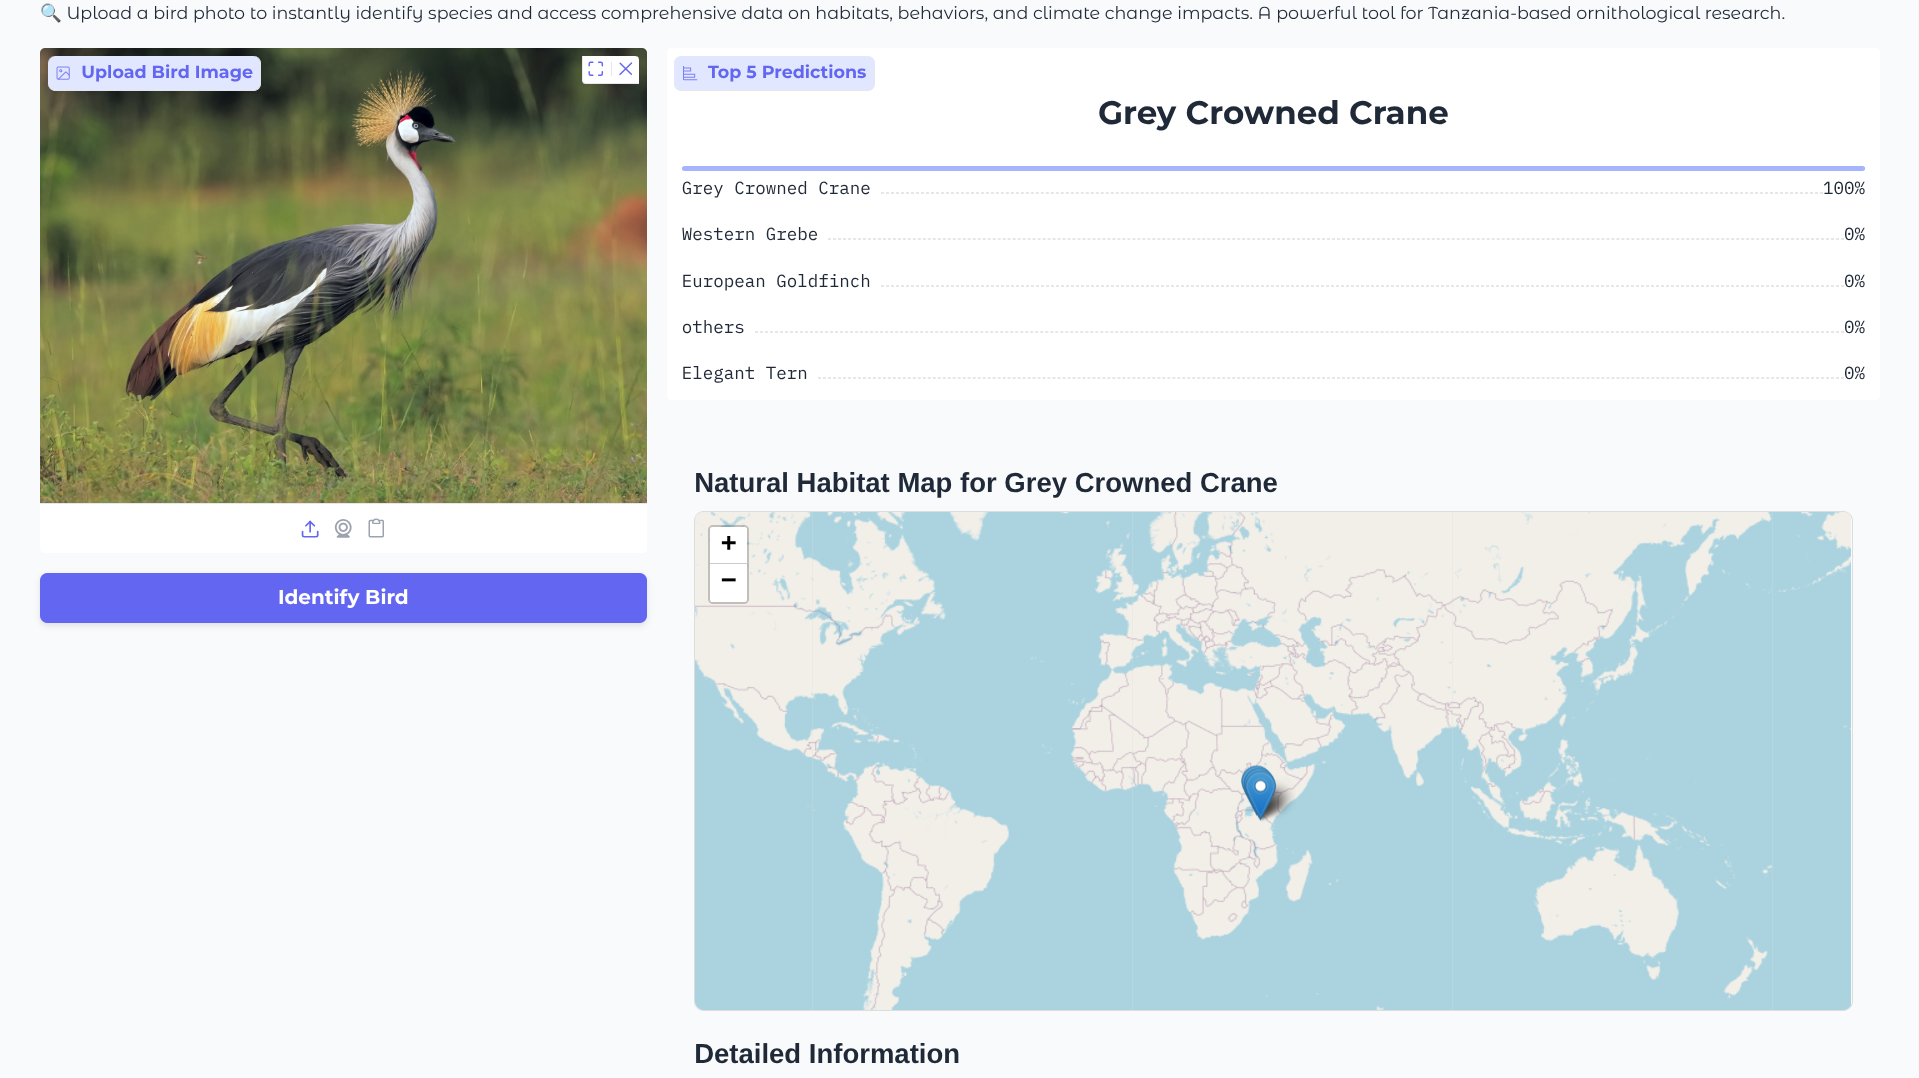 🔍 Upload a bird photo to instantly identify species and access comprehensive data on habitats, behaviors, and climate change impacts. A powerful tool for Tanzania-based ornithological research.
Upload Bird Image
Identify Bird
Top 5 Predictions
Grey Crowned Crane
Grey Crowned Crane 100%
Western Grebe 0%
European Goldfinch 0%
others 0%
Elegant Tern 0%
Natural Habitat Map for Grey Crowned Crane
+
−
Detailed Information